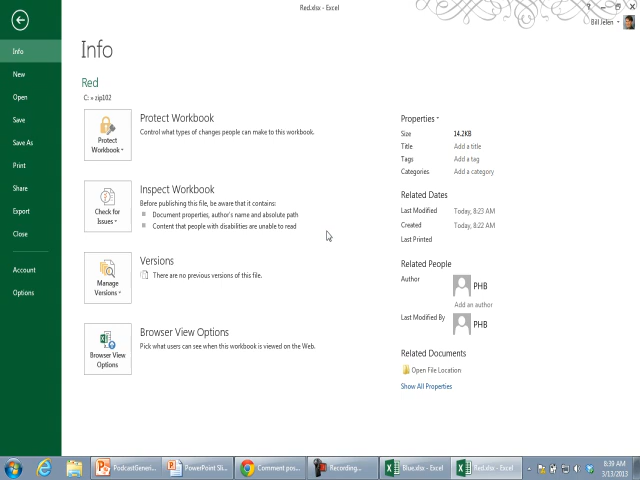 Red.xlsx - Excel
?
Bill Jelen
Info
New
Open
Save
Save As
Print
Share
Export
Close
Account
Options
Info
Red
C: » zip102
Protect Workbook
Protect Workbook
Control what types of changes people can make to this workbook.
Check for Issues
Inspect Workbook
Before publishing this file, be aware that it contains:
Document properties, author's name and absolute path
Content that people with disabilities are unable to read
Manage Versions
Versions
There are no previous versions of this file.
Browser View Options
Browser View Options
Pick what users can see when this workbook is viewed on the Web.
Properties
Size 14.2KB
Title Add a title
Tags Add a tag
Categories Add a category
Related Dates
Last Modified Today, 8:23 AM
Created Today, 8:22 AM
Last Printed
Related People
Author PHB
Add an author
Last Modified By PHB
Related Documents
Open File Location
Show All Properties
PodcastGeneri...
PowerPoint Sli...
Comment pos...
Recording...
Blue.xlsx - Excel
Red.xlsx - Excel
8:39 AM
3/13/2013